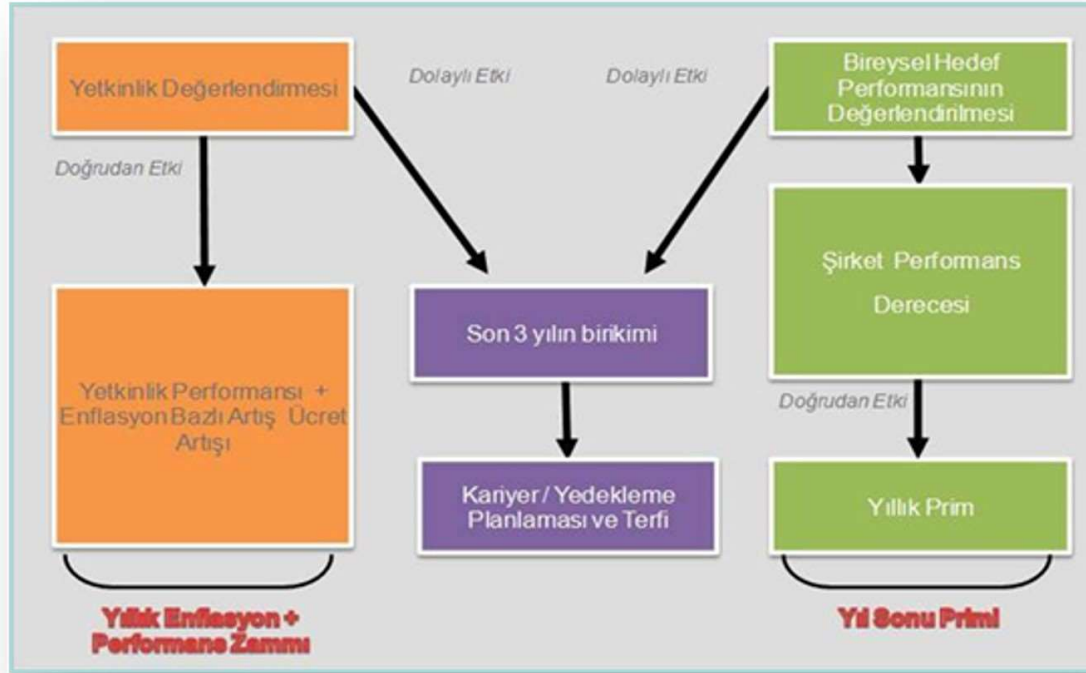 Yetkinlik Değerlendirmesi
Dolaylı Etki
Dolaylı Etki
Bireysel Hedef
Performansının
Değerlendirilmesi
Doğrudan Etki
Şirket Performans
Derecesi
Son 3 yılın birikimi
Yetkinlik Performansı +
Enflasyon Bazlı Artış Ücret
Artışı
Doğrudan Etki
Kariyer / Yedekleme
Planlaması ve Terfi
Yıllık Prim
Yıllık Enflasyon +
Performane Zammı
Yıl Sonu Primi